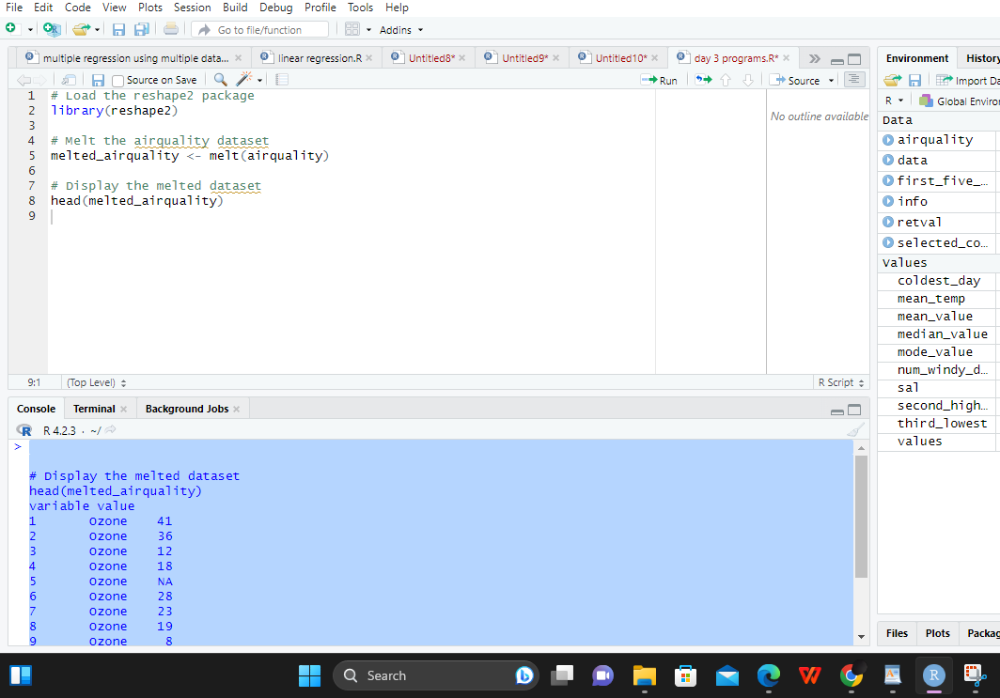 File Edit Code View Plots Session Build Debug Profile Tools Help
Go to file/function Addins
multiple regression using multiple data... linear regression.R Untitled8* Untitled9* Untitled10* day 3 programs.R*
Source on Save Run Source
1 # Load the reshape2 package
2 library(reshape2)
3
4 # Melt the airquality dataset
5 melted_airquality <- melt(airquality)
6
7 # Display the melted dataset
8 head(melted_airquality)
9
No outline available
9:1 (Top Level) R Script
Console Terminal Background Jobs
R 4.2.3 · ~/
>
# Display the melted dataset
head(melted_airquality)
variable value
1 Ozone 41
2 Ozone 36
3 Ozone 12
4 Ozone 18
5 Ozone NA
6 Ozone 28
7 Ozone 23
8 Ozone 19
9 Ozone 8
Environment History
Import Da
R Global Enviror
Data
airquality
data
first_five_…
info
retval
selected_co…
Values
coldest_day
mean_temp
mean_value
median_value
mode_value
num_windy_d…
sal
second_high…
third_lowest
values
Files Plots Packag
Search